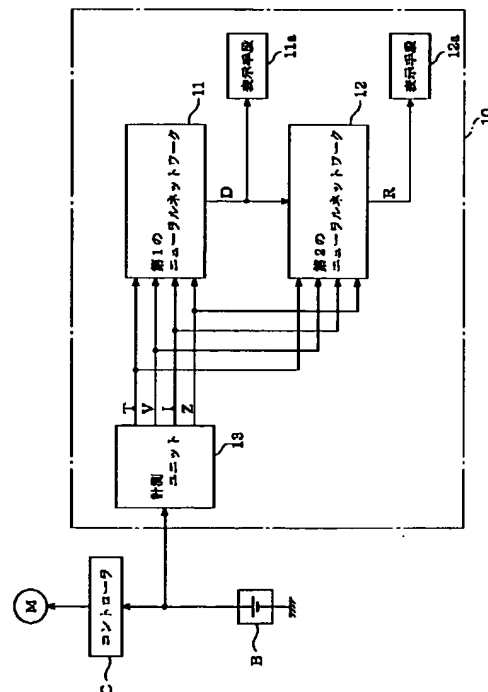 10
M
コントローラ
C
B
計測
ユニット
13
T
V
I
Z
第1の
ニューラルネットワーク
11
D
表示手段
11a
第2の
ニューラルネットワーク
12
R
表示手段
12a